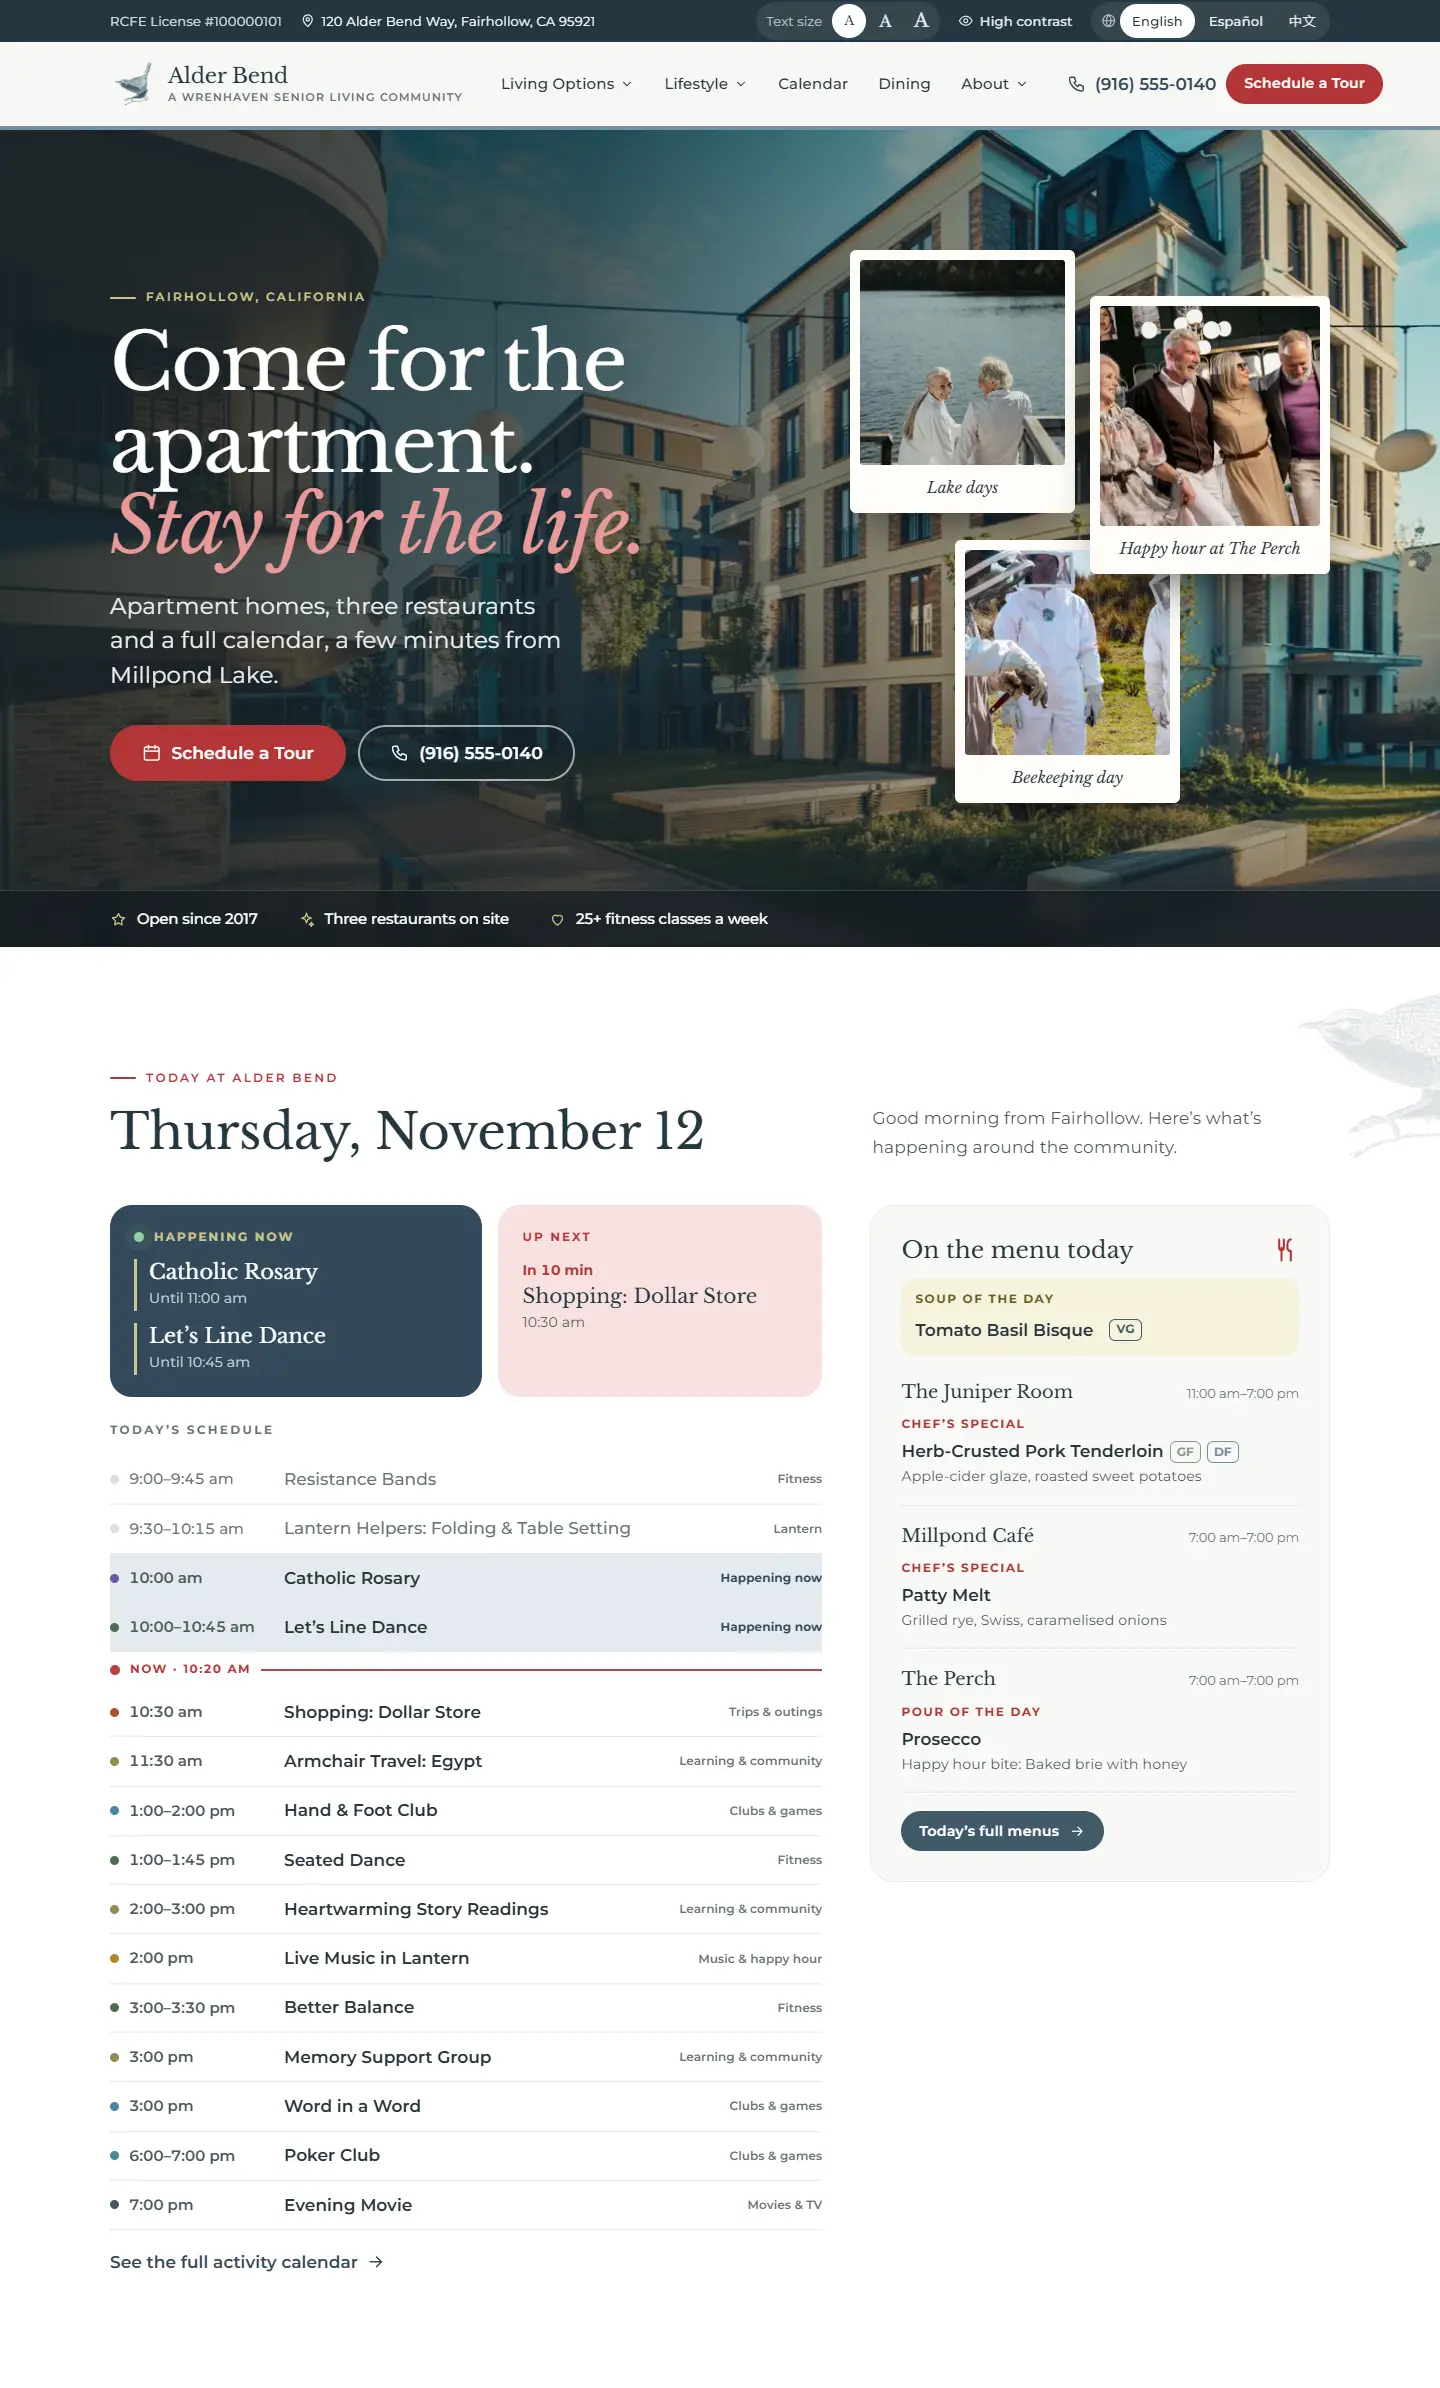 RCFE License #100000101
120 Alder Bend Way, Fairhollow, CA 95921
Text size A A A
High contrast
English Español 中文
Alder Bend
A WRENHAVEN SENIOR LIVING COMMUNITY
Living Options
Lifestyle
Calendar
Dining
About
(916) 555-0140
Schedule a Tour
FAIRHOLLOW, CALIFORNIA
Come for the
apartment.
Stay for the life.
Apartment homes, three restaurants
and a full calendar, a few minutes from
Millpond Lake.
Schedule a Tour
(916) 555-0140
Lake days
Happy hour at The Perch
Beekeeping day
Open since 2017
Three restaurants on site
25+ fitness classes a week
TODAY AT ALDER BEND
Thursday, November 12
Good morning from Fairhollow. Here’s what’s
happening around the community.
HAPPENING NOW
Catholic Rosary
Until 11:00 am
Let’s Line Dance
Until 10:45 am
UP NEXT
In 10 min
Shopping: Dollar Store
10:30 am
TODAY’S SCHEDULE
9:00–9:45 am Resistance Bands Fitness
9:30–10:15 am Lantern Helpers: Folding & Table Setting Lantern
10:00 am Catholic Rosary Happening now
10:00–10:45 am Let’s Line Dance Happening now
NOW · 10:20 AM
10:30 am Shopping: Dollar Store Trips & outings
11:30 am Armchair Travel: Egypt Learning & community
1:00–2:00 pm Hand & Foot Club Clubs & games
1:00–1:45 pm Seated Dance Fitness
2:00–3:00 pm Heartwarming Story Readings Learning & community
2:00 pm Live Music in Lantern Music & happy hour
3:00–3:30 pm Better Balance Fitness
3:00 pm Memory Support Group Learning & community
3:00 pm Word in a Word Clubs & games
6:00–7:00 pm Poker Club Clubs & games
7:00 pm Evening Movie Movies & TV
See the full activity calendar
On the menu today
SOUP OF THE DAY
Tomato Basil Bisque VG
The Juniper Room 11:00 am–7:00 pm
CHEF’S SPECIAL
Herb-Crusted Pork Tenderloin GF DF
Apple-cider glaze, roasted sweet potatoes
Millpond Café 7:00 am–7:00 pm
CHEF’S SPECIAL
Patty Melt
Grilled rye, Swiss, caramelised onions
The Perch 7:00 am–7:00 pm
POUR OF THE DAY
Prosecco
Happy hour bite: Baked brie with honey
Today’s full menus